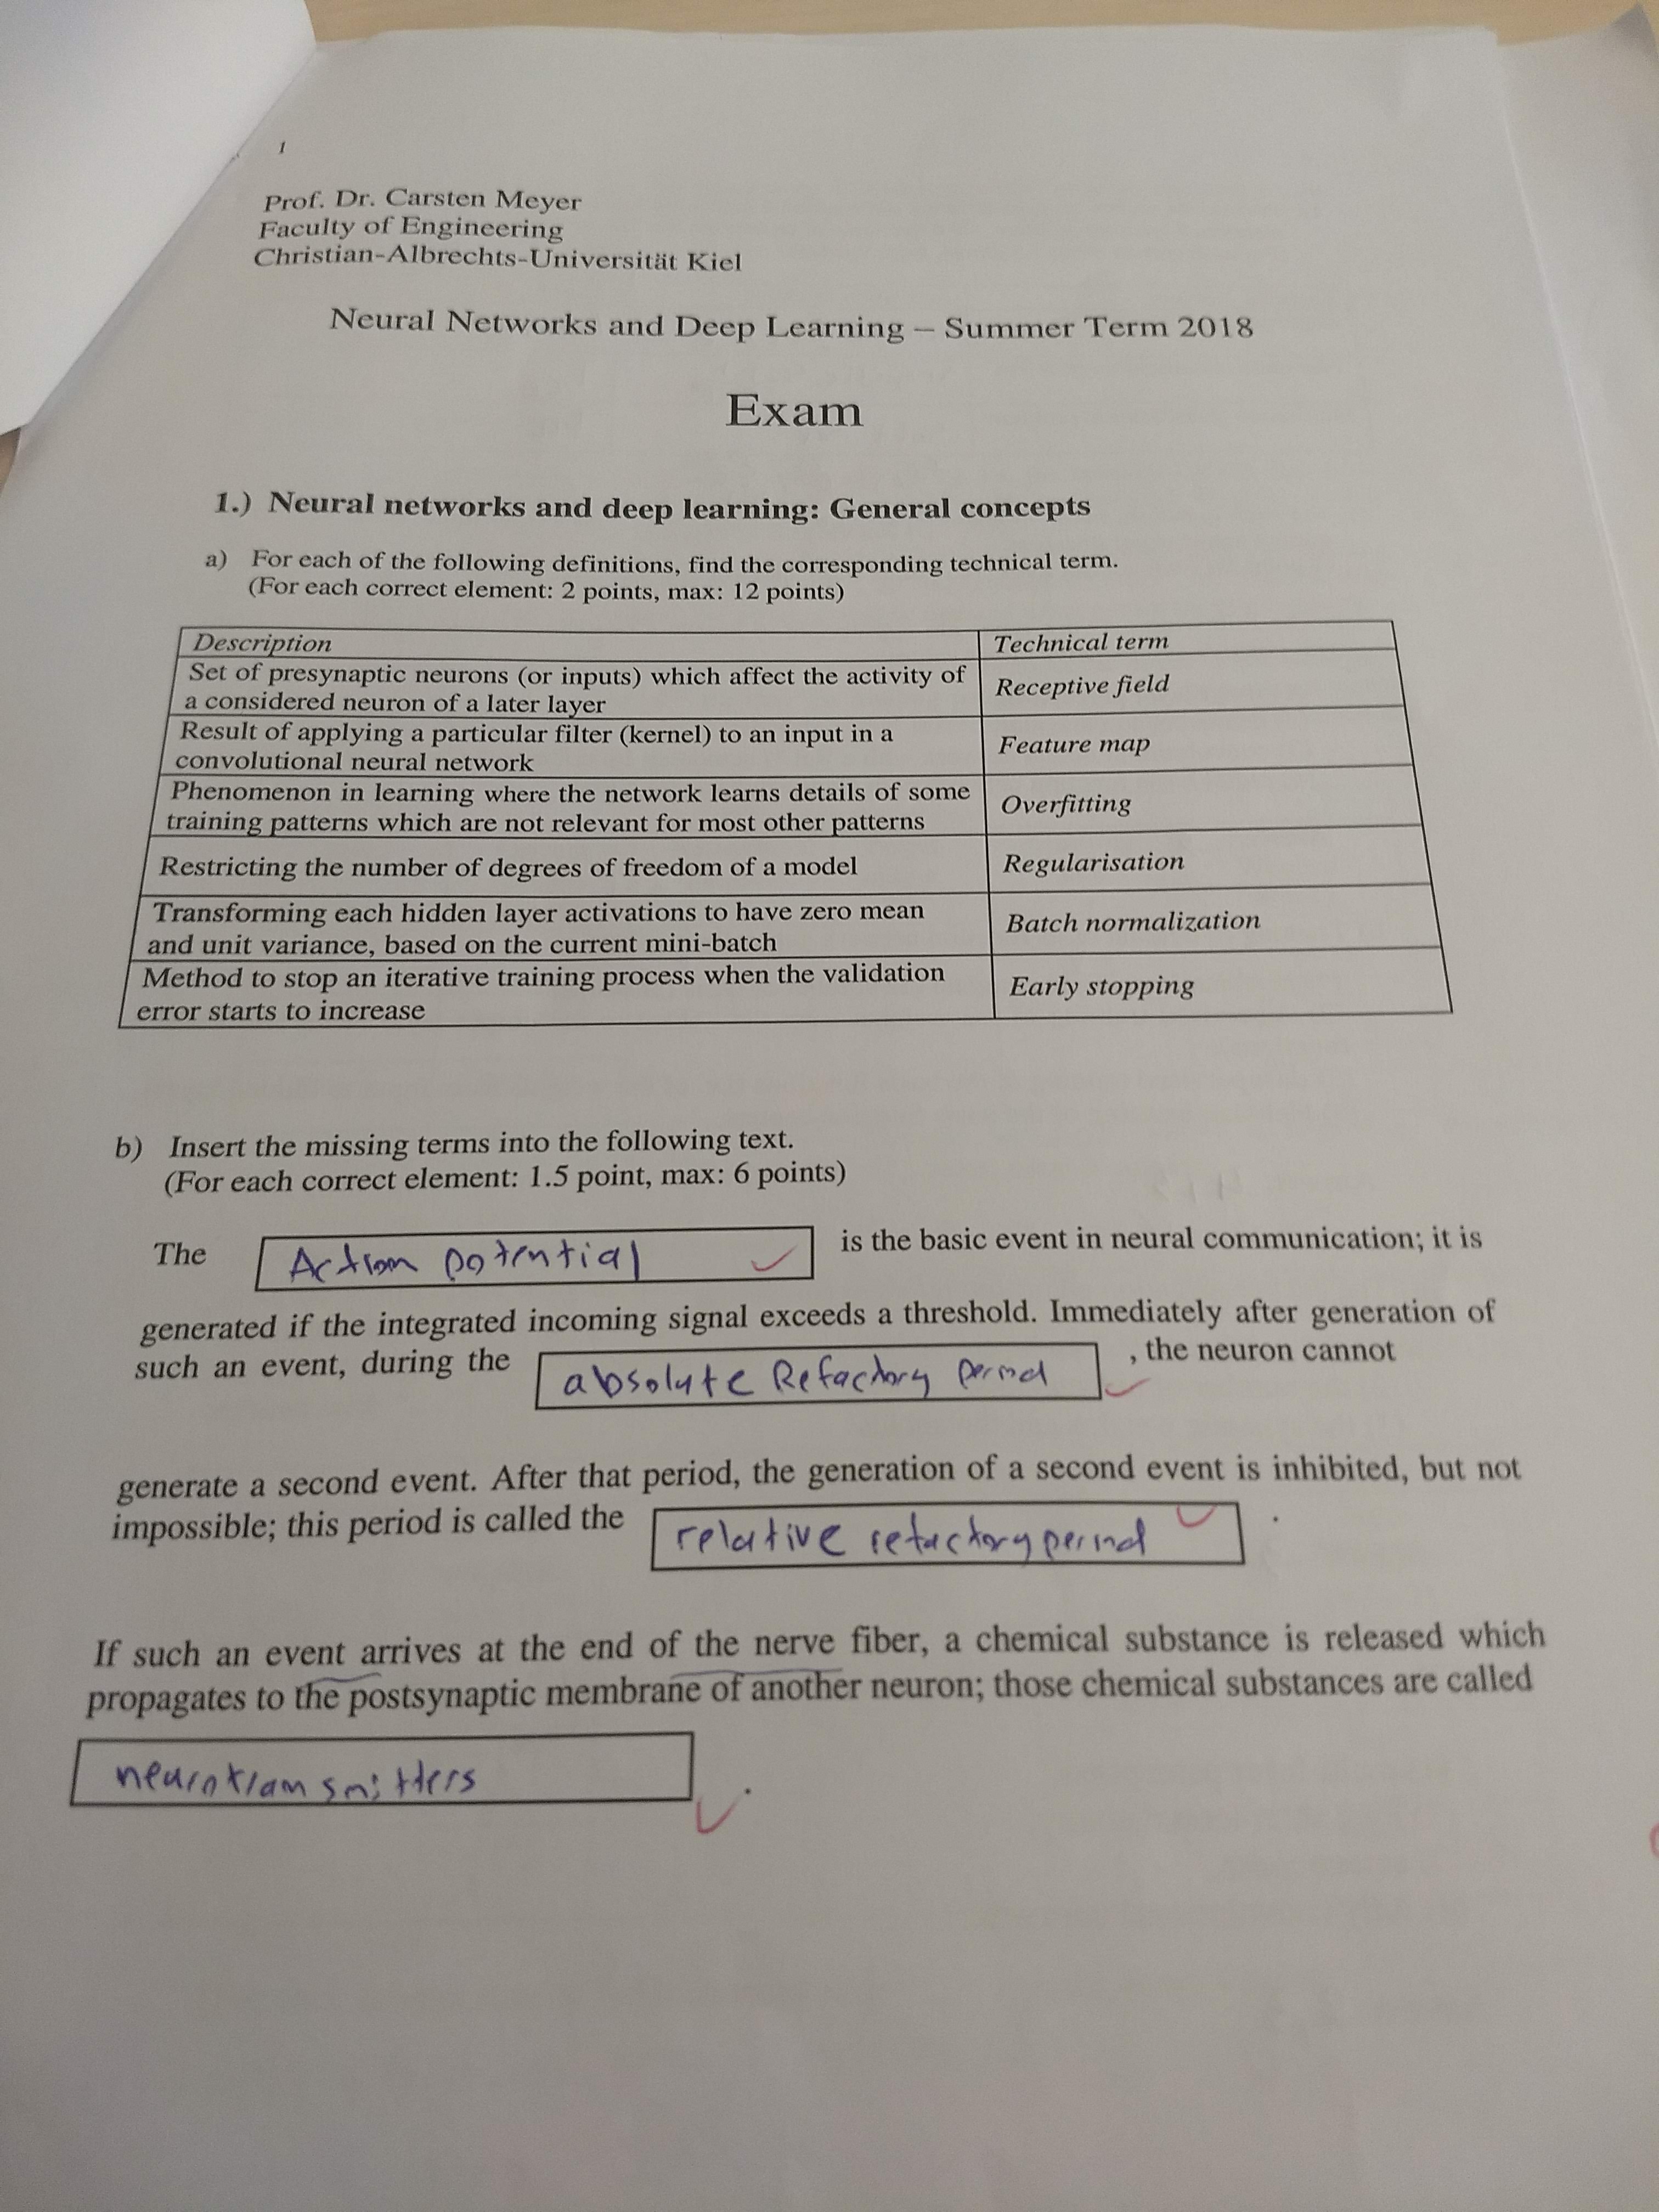 1
Prof. Dr. Carsten Meyer
Faculty of Engineering
Christian-Albrechts-Universität Kiel
Neural Networks and Deep Learning – Summer Term 2018
Exam
1.) Neural networks and deep learning: General concepts
a) For each of the following definitions, find the corresponding technical term.
(For each correct element: 2 points, max: 12 points)
Description Technical term
Set of presynaptic neurons (or inputs) which affect the activity of
a considered neuron of a later layer
Receptive field
Result of applying a particular filter (kernel) to an input in a
convolutional neural network
Feature map
Phenomenon in learning where the network learns details of some
training patterns which are not relevant for most other patterns
Overfitting
Restricting the number of degrees of freedom of a model Regularisation
Transforming each hidden layer activations to have zero mean
and unit variance, based on the current mini-batch
Batch normalization
Method to stop an iterative training process when the validation
error starts to increase
Early stopping
b) Insert the missing terms into the following text.
(For each correct element: 1.5 point, max: 6 points)
The Action potential is the basic event in neural communication; it is
generated if the integrated incoming signal exceeds a threshold. Immediately after generation of
such an event, during the absolute Refactory period , the neuron cannot
generate a second event. After that period, the generation of a second event is inhibited, but not
impossible; this period is called the relative refactory period .
If such an event arrives at the end of the nerve fiber, a chemical substance is released which
propagates to the postsynaptic membrane of another neuron; those chemical substances are called
neurotransmitters .